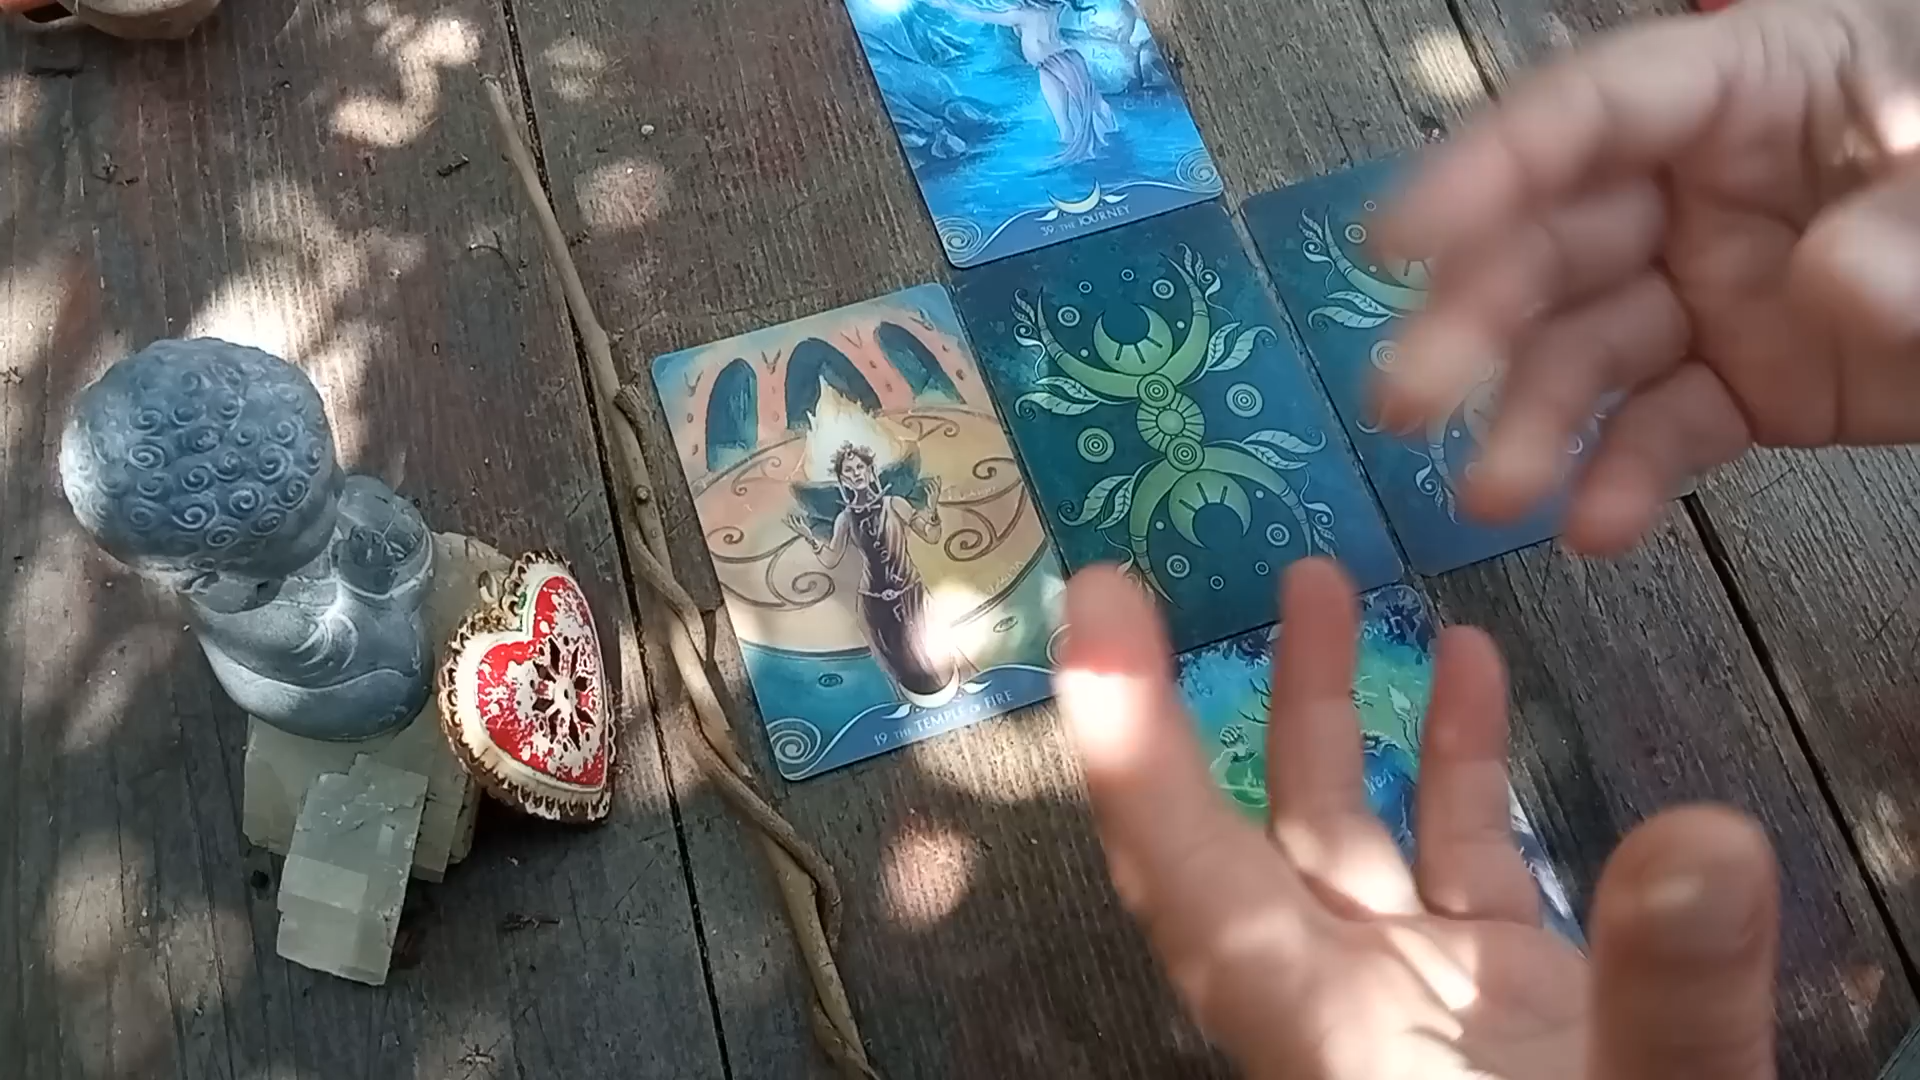 39. THE JOURNEY
19. THE TEMPLE OF FIRE